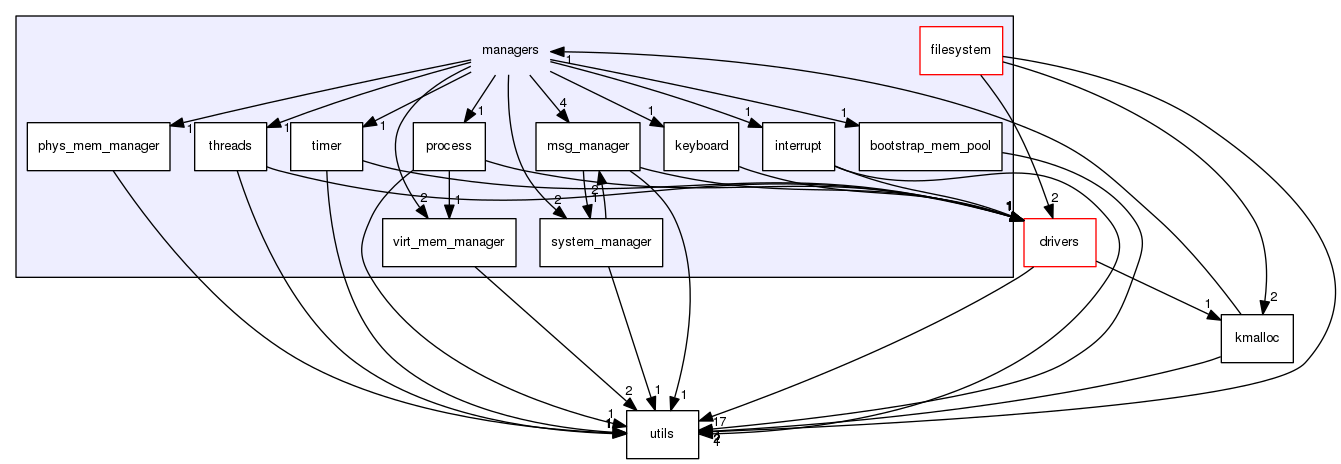 managers
filesystem
1
4
1
1
1
1
1
1
1
phys_mem_manager
threads
timer
process
msg_manager
keyboard
interrupt
bootstrap_mem_pool
2
1
2
2
1
1
2
virt_mem_manager
system_manager
drivers
1
2
kmalloc
2
1
1
1
1
17
2
utils